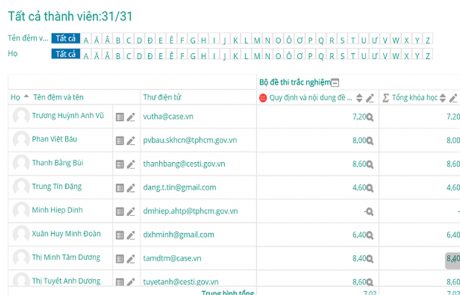 Tất cả thành viên:31/31
Tên đệm v... Tất cả A Ă Â B C D Đ E Ê F G H I J K L M N O Ô Ơ P Q R S T U Ư V W X Y Z
Họ Tất cả A Ă Â B C D Đ E Ê F G H I J K L M N O Ô Ơ P Q R S T U Ư V W X Y Z
Bộ đề thi trắc nghiệm
Họ Tên đệm và tên Thư điện tử Quy định và nội dung đề ... Σ Tổng khóa học
Trương Huỳnh Anh Vũ vutha@case.vn 7,20 7,20
Phan Việt Báu pvbau.skhcn@tphcm.gov.vn 8,00 8,00
Thanh Bằng Bùi thanhbang@cesti.gov.vn 8,60 8,60
Trung Tín Đặng dang.t.tin@gmail.com 4,60 4,60
Minh Hiep Dinh dmhiep.ahtp@tphcm.gov.vn - -
Xuân Huy Minh Đoàn dxhminh@gmail.com 6,40 6,40
Thị Minh Tâm Dương tamdtm@case.vn 8,40 8,40
Thị Tuyết Anh Dương tuyetanh@cesti.gov.vn 8,60 8,60
Trung bình tổng 7,02 7,02